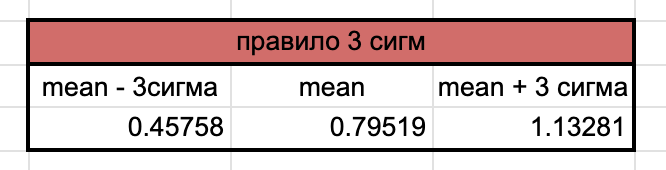 правило 3 сигм
mean - 3сигма mean mean + 3 сигма
0.45758 0.79519 1.13281